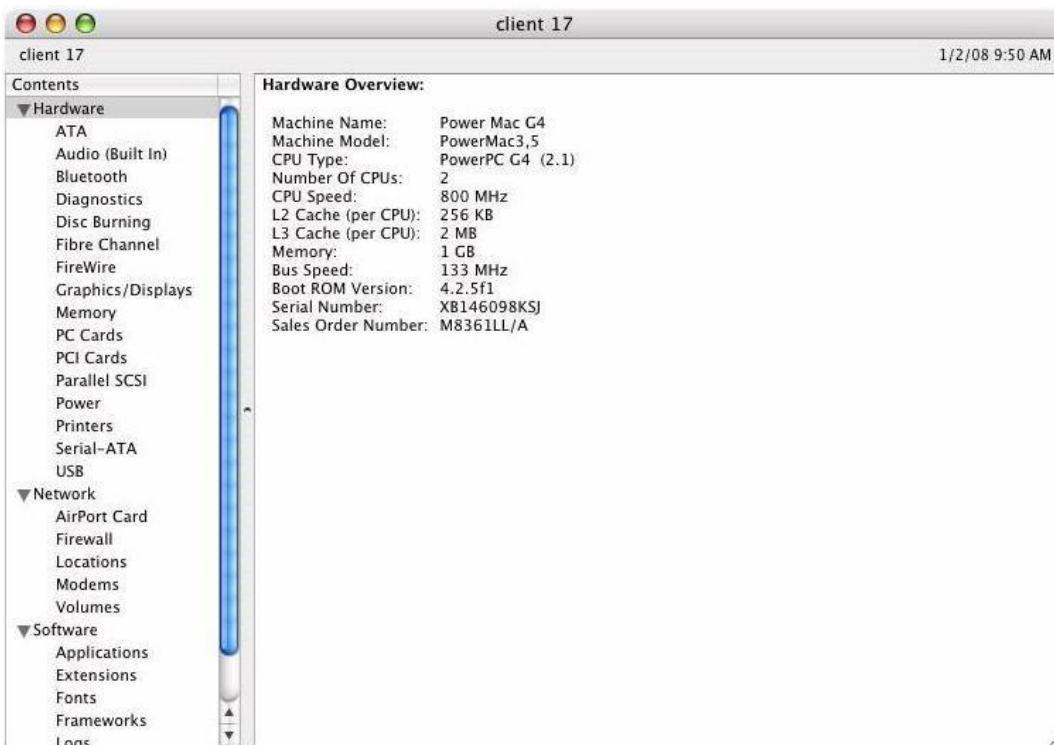 client 17
client 17 1/2/08 9:50 AM
Contents
Hardware
ATA
Audio (Built In)
Bluetooth
Diagnostics
Disc Burning
Fibre Channel
FireWire
Graphics/Displays
Memory
PC Cards
PCI Cards
Parallel SCSI
Power
Printers
Serial-ATA
USB
Network
AirPort Card
Firewall
Locations
Modems
Volumes
Software
Applications
Extensions
Fonts
Frameworks
Logs
Hardware Overview:
Machine Name: Power Mac G4
Machine Model: PowerMac3,5
CPU Type: PowerPC G4 (2.1)
Number Of CPUs: 2
CPU Speed: 800 MHz
L2 Cache (per CPU): 256 KB
L3 Cache (per CPU): 2 MB
Memory: 1 GB
Bus Speed: 133 MHz
Boot ROM Version: 4.2.5f1
Serial Number: XB146098KSJ
Sales Order Number: M8361LL/A